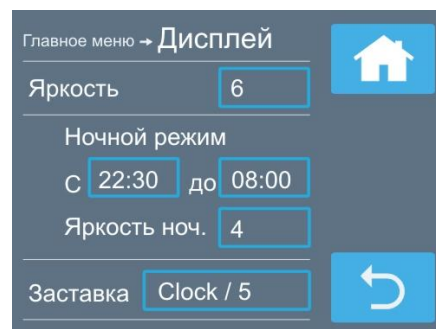 Главное меню → Дисплей
Яркость 6
Ночной режим
С 22:30 до 08:00
Яркость ноч. 4
Заставка Clock / 5